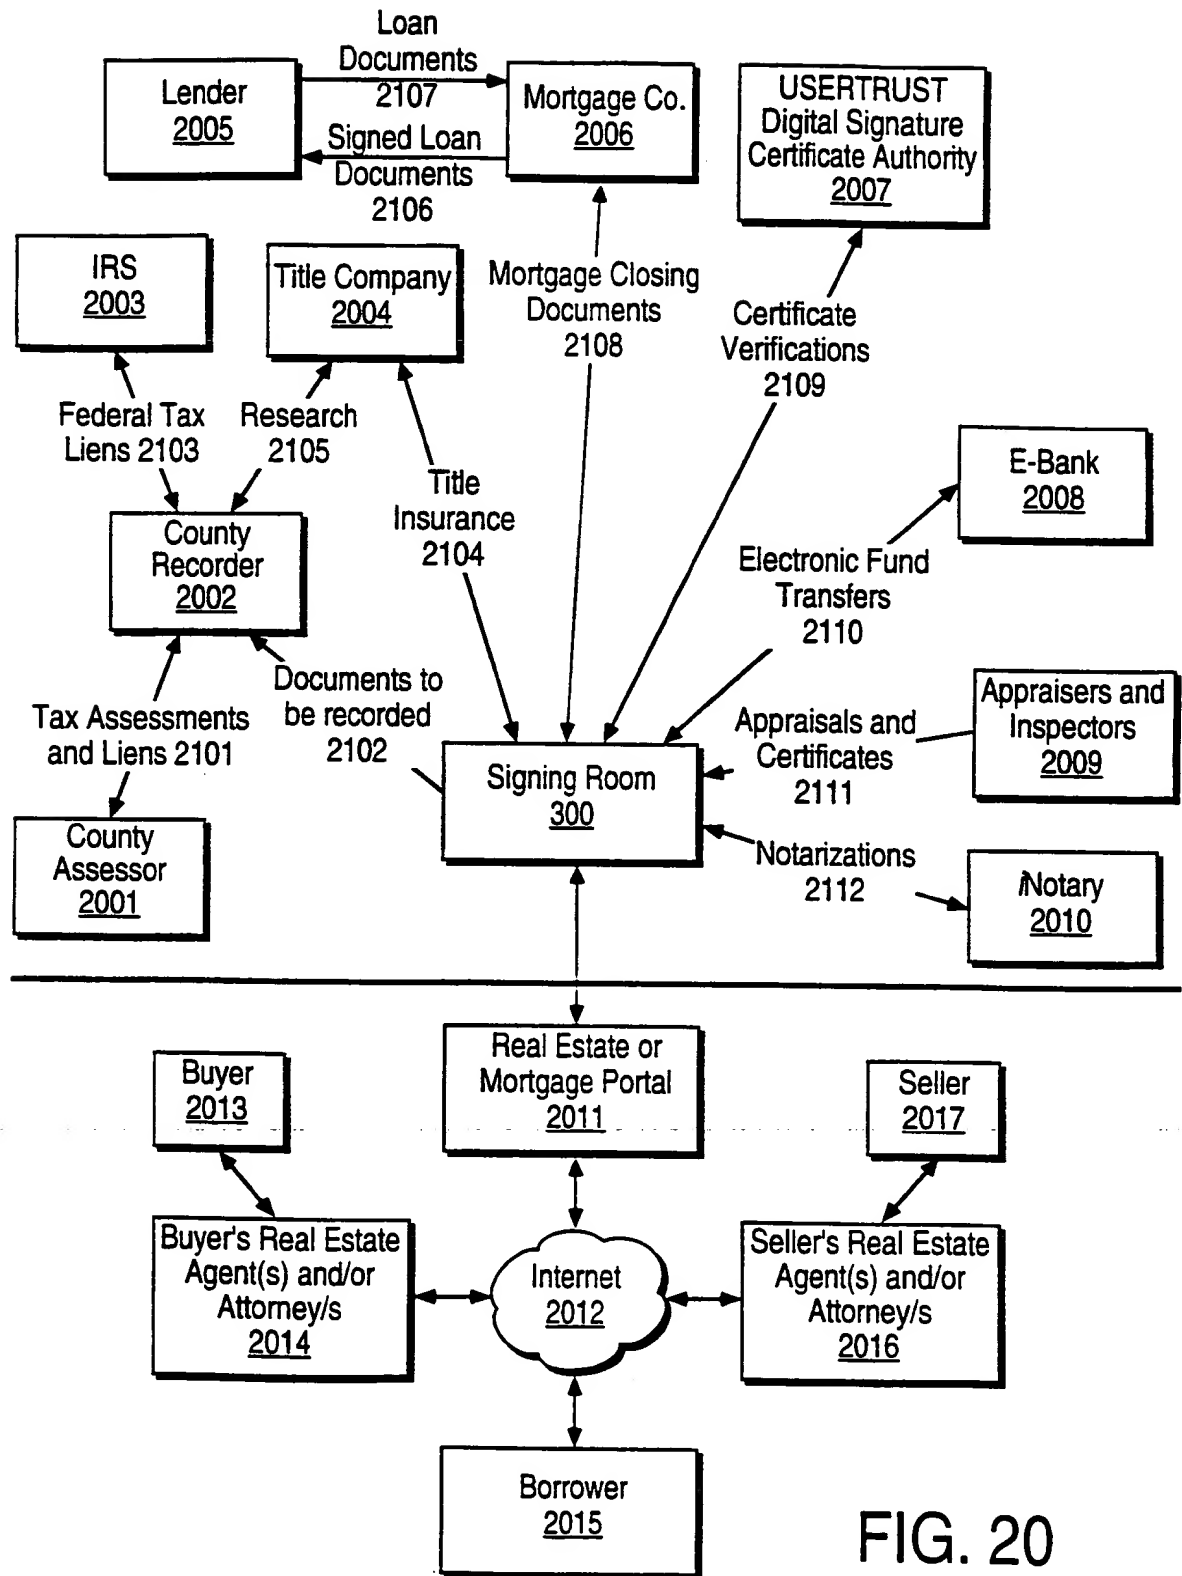 Loan
Documents
2107
Lender
2005
Mortgage Co.
2006
Signed Loan
Documents
2106
USERTRUST
Digital Signature
Certificate Authority
2007
IRS
2003
Title Company
2004
Mortgage Closing
Documents
2108
Certificate
Verifications
2109
Federal Tax
Liens 2103
Research
2105
Title
Insurance
2104
E-Bank
2008
County
Recorder
2002
Electronic Fund
Transfers
2110
Tax Assessments
and Liens 2101
Documents to
be recorded
2102
Appraisals and
Certificates
2111
Appraisers and
Inspectors
2009
Signing Room
300
County
Assessor
2001
Notarizations
2112
iNotary
2010
Real Estate or
Mortgage Portal
2011
Buyer
2013
Seller
2017
Buyer's Real Estate
Agent(s) and/or
Attorney/s
2014
Internet
2012
Seller's Real Estate
Agent(s) and/or
Attorney/s
2016
Borrower
2015
FIG. 20